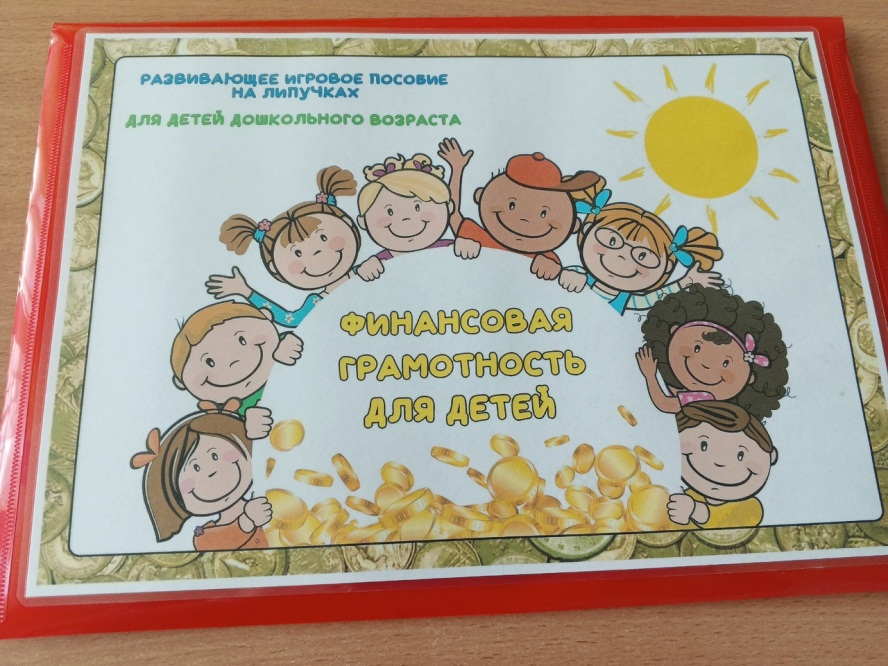 РАЗВИВАЮЩЕЕ ИГРОВОЕ ПОСОБИЕ
НА ЛИПУЧКАХ
ДЛЯ ДЕТЕЙ ДОШКОЛЬНОГО ВОЗРАСТА
ФИНАНСОВАЯ
ГРАМОТНОСТЬ
ДЛЯ ДЕТЕЙ